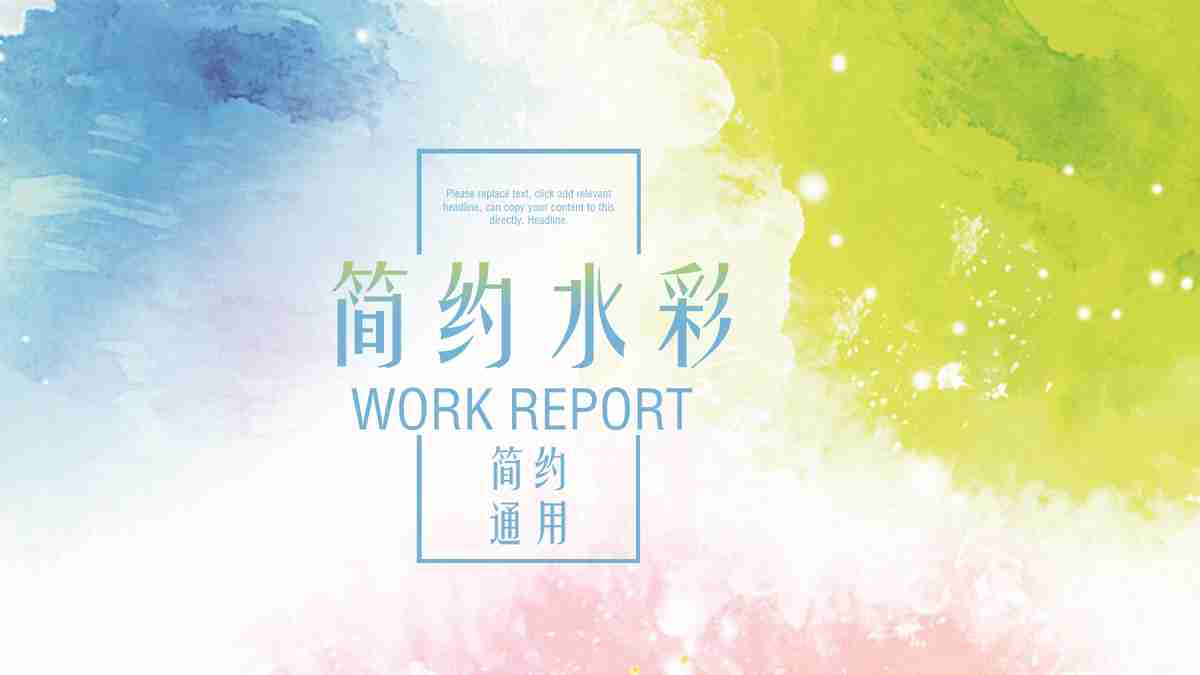 Please replace text, click add relevant
headline, can copy your content to this
directly. Headline.
简约水彩
WORK REPORT
简约
通用